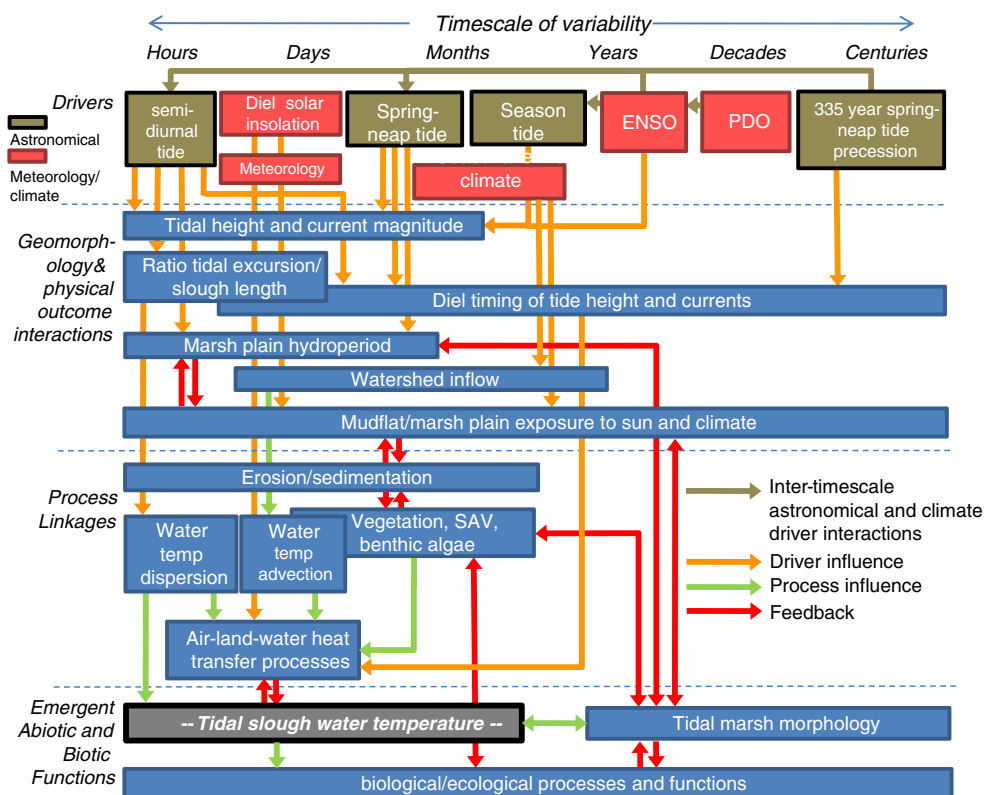 Timescale of variability
Hours Days Months Years Decades Centuries
Drivers
Astronomical
Meteorology/
climate
semi-
diurnal
tide
Diel solar
insolation
Meteorology
Spring-
neap tide
Season
tide
climate
ENSO
PDO
335 year spring-
neap tide
precession
Geomorph-
ology&
physical
outcome
interactions
Tidal height and current magnitude
Ratio tidal excursion/
slough length
Diel timing of tide height and currents
Marsh plain hydroperiod
Watershed inflow
Mudflat/marsh plain exposure to sun and climate
Process
Linkages
Erosion/sedimentation
Water
temp
dispersion
Water
temp
advection
Vegetation, SAV,
benthic algae
Air-land-water heat
transfer processes
Inter-timescale
astronomical and climate
driver interactions
Driver influence
Process influence
Feedback
Emergent
Abiotic and
Biotic
Functions
-- Tidal slough water temperature --
Tidal marsh morphology
biological/ecological processes and functions